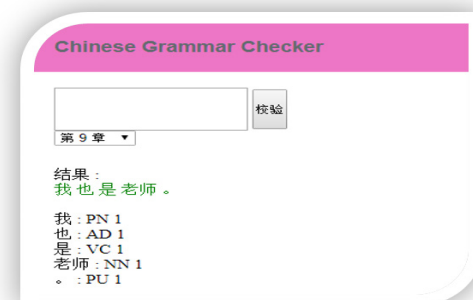 Chinese Grammar Checker
校验
第 9 章
结果 :
我 也 是 老师 。
我 : PN 1
也 : AD 1
是 : VC 1
老师 : NN 1
。 : PU 1